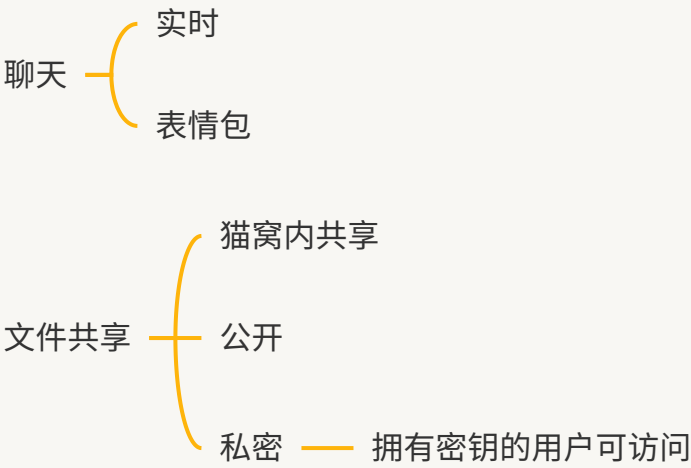 聊天
实时
表情包
文件共享
猫窝内共享
公开
私密
拥有密钥的用户可访问